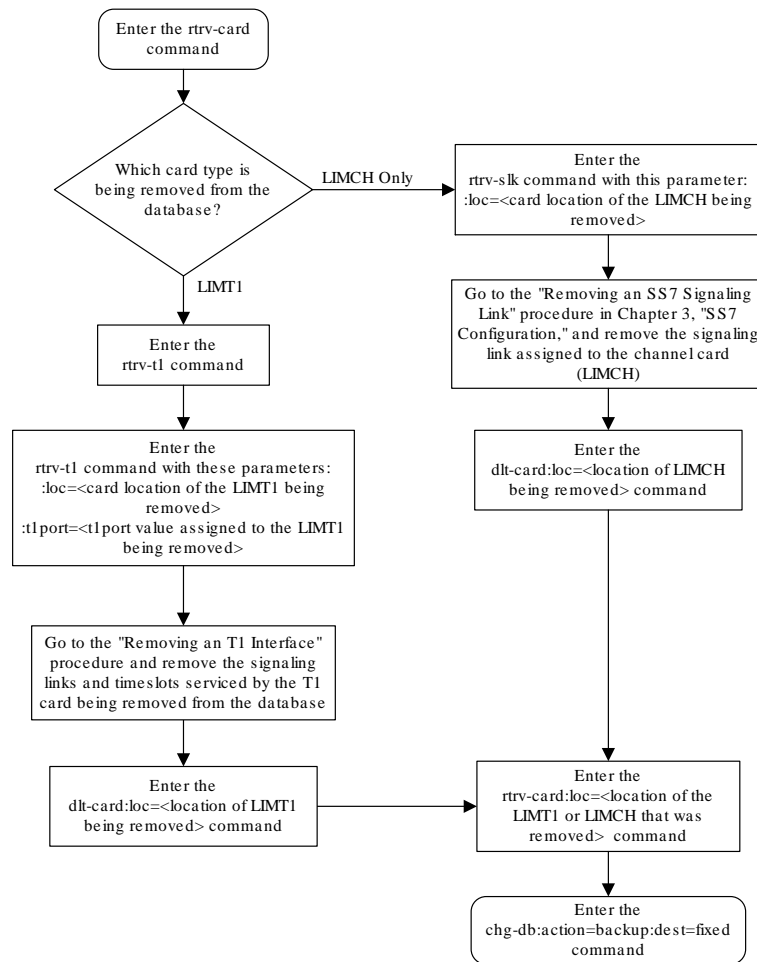 Enter the rtrv-card
command
Which card type is
being removed from the
database?
LIMCH Only
LIMT1
Enter the
rtrv-slk command with this parameter:
:loc=<card location of the LIMCH being
removed>
Go to the "Removing an SS7 Signaling
Link" procedure in Chapter 3, "SS7
Configuration," and remove the signaling
link assigned to the channel card
(LIMCH)
Enter the
dlt-card:loc=<location of LIMCH
being removed> command
Enter the
rtrv-t1 command
Enter the
rtrv-t1 command with these parameters:
:loc=<card location of the LIMT1 being
removed>
:t1port=<t1port value assigned to the LIMT1
being removed>
Go to the "Removing an T1 Interface"
procedure and remove the signaling
links and timeslots serviced by the T1
card being removed from the database
Enter the
dlt-card:loc=<location of LIMT1
being removed> command
Enter the
rtrv-card:loc=<location of the
LIMT1 or LIMCH that was
removed> command
Enter the
chg-db:action=backup:dest=fixed
command